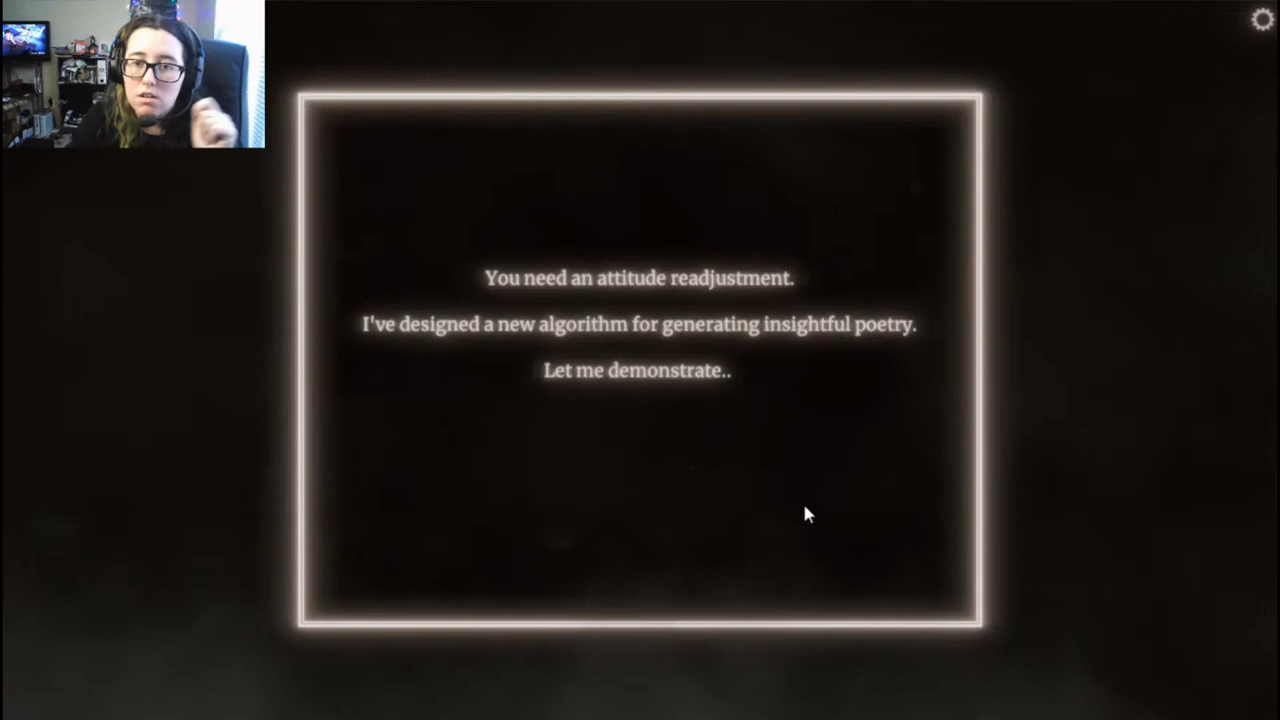 You need an attitude readjustment.
I've designed a new algorithm for generating insightful poetry.
Let me demonstrate..